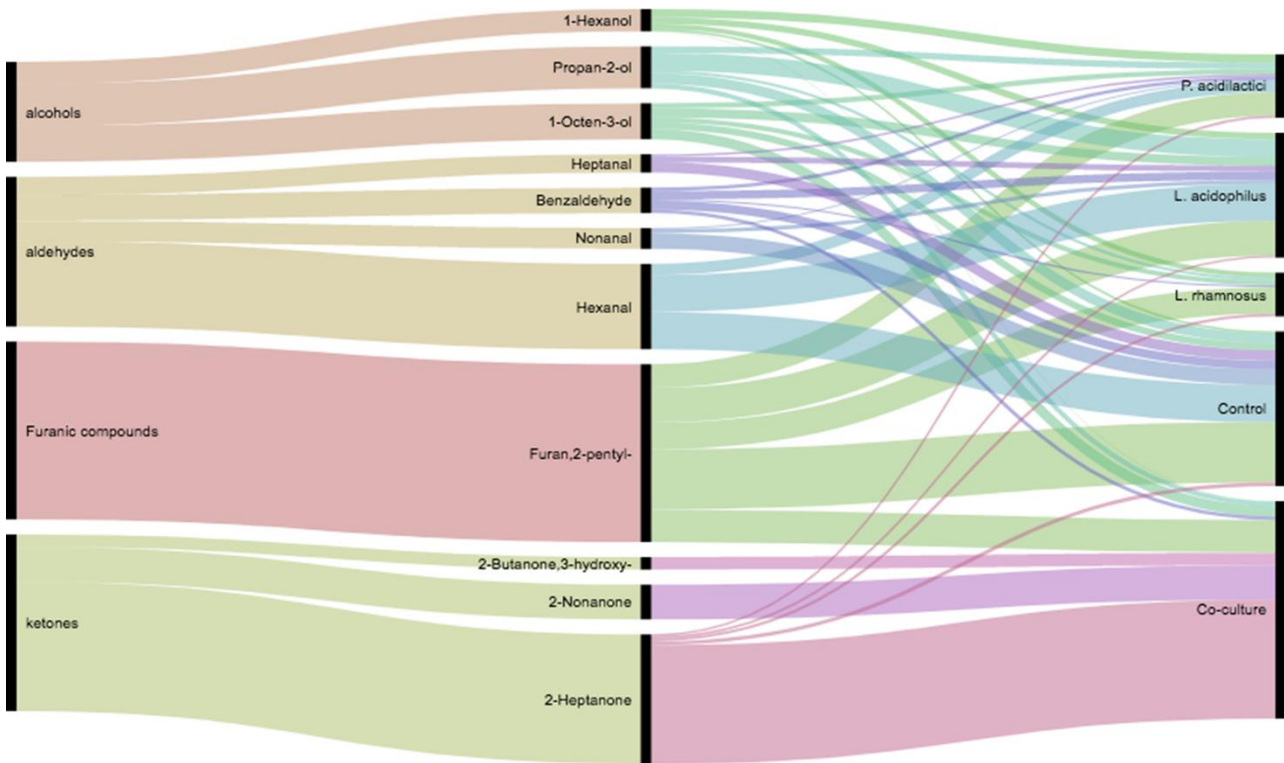 alcohols
aldehydes
Furanic compounds
ketones
1-Hexanol
Propan-2-ol
1-Octen-3-ol
Heptanal
Benzaldehyde
Nonanal
Hexanal
Furan,2-pentyl-
2-Butanone,3-hydroxy-
2-Nonanone
2-Heptanone
P. acidilactici
L. acidophilus
L. rhamnosus
Control
Co-culture